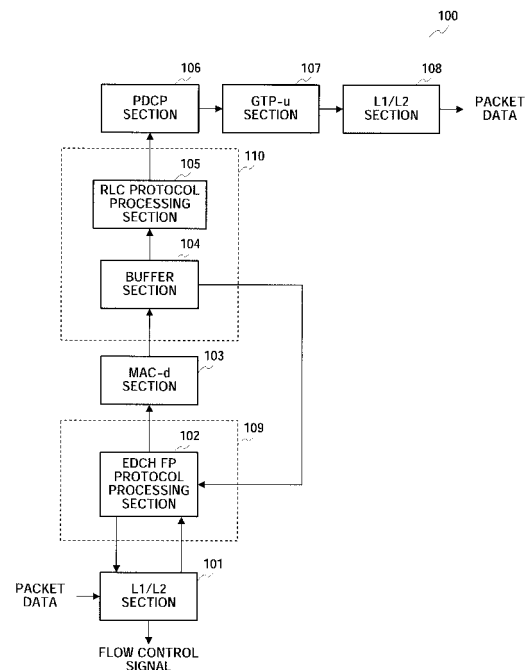 100
106
107
108
PDCP
SECTION
GTP-u
SECTION
L1/L2
SECTION
PACKET
DATA
110
105
RLC PROTOCOL
PROCESSING
SECTION
104
BUFFER
SECTION
103
MAC-d
SECTION
109
102
EDCH FP
PROTOCOL
PROCESSING
SECTION
101
PACKET
DATA
L1/L2
SECTION
FLOW CONTROL
SIGNAL